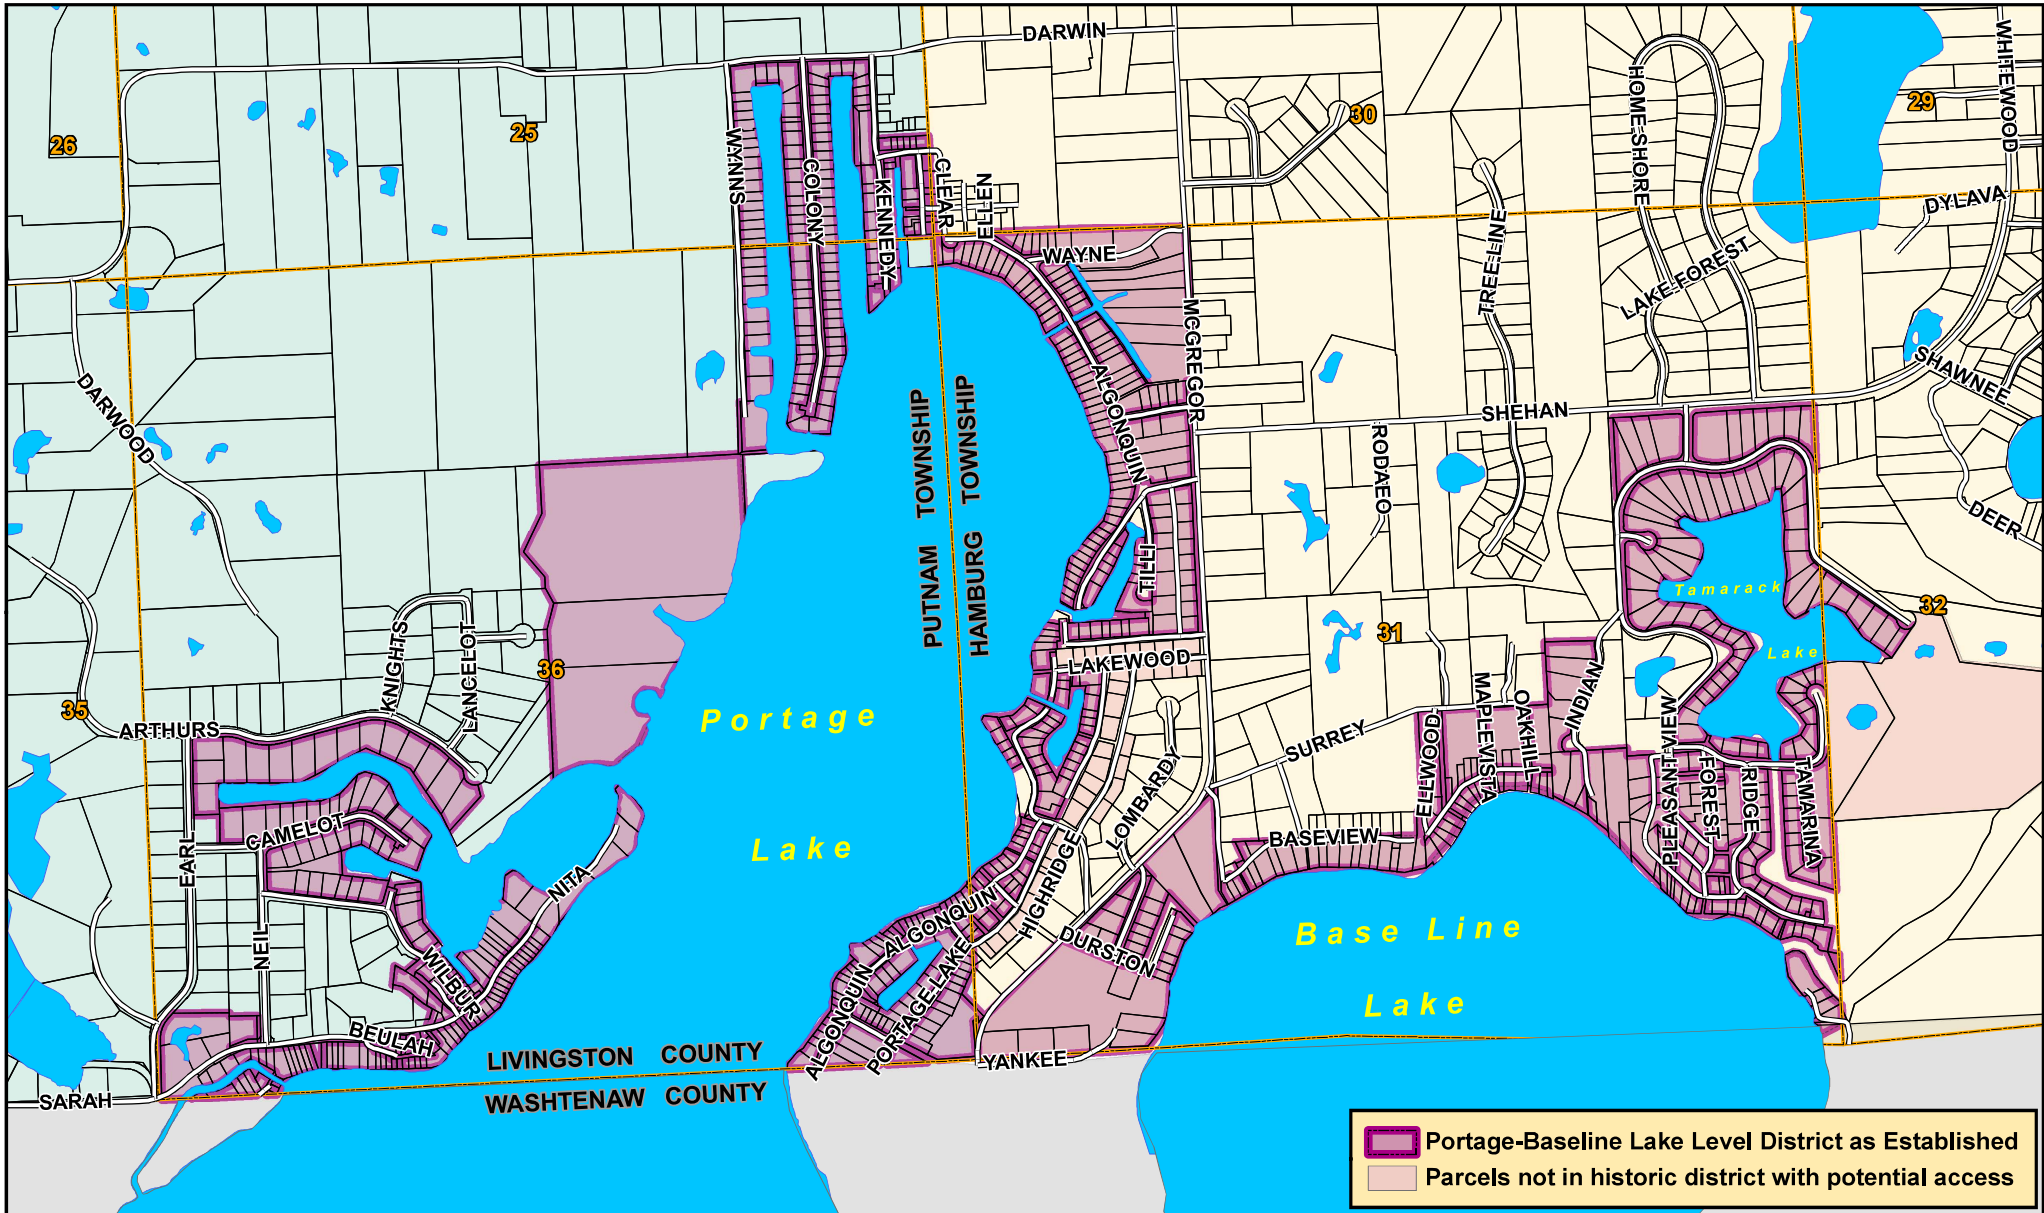 DARWIN
WHITEWOOD
HOME SHORE
29
30
25
26
WYNNS
COLONY
KENNEDY
CLEAR
ELLEN
WAYNE
TREE LINE
DYLAVA
LAKE FOREST
MCGREGOR
SHAWNEE
DARWOOD
ALGONQUIN
SHEHAN
RODAEO
DEER
PUTNAM TOWNSHIP
HAMBURG TOWNSHIP
TILLI
Tamarack
Lake
32
31
KNIGHTS
LANCELOT
36
35
ARTHURS
LAKEWOOD
INDIAN
SURREY
ELLWOOD
MAPLEVISTA
OAKHILL
PLEASANTVIEW
FOREST
RIDGE
TAMARINA
Portage
Lake
LOMBARDY
BASEVIEW
CAMELOT
EARL
NITA
HIGHRIDGE
ALGONQUIN
NEIL
WILBUR
ALGONQUIN
PORTAGE LAKE
DURSTON
Base Line
Lake
BEULAH
LIVINGSTON COUNTY
WASHTENAW COUNTY
YANKEE
SARAH
Portage-Baseline Lake Level District as Established
Parcels not in historic district with potential access